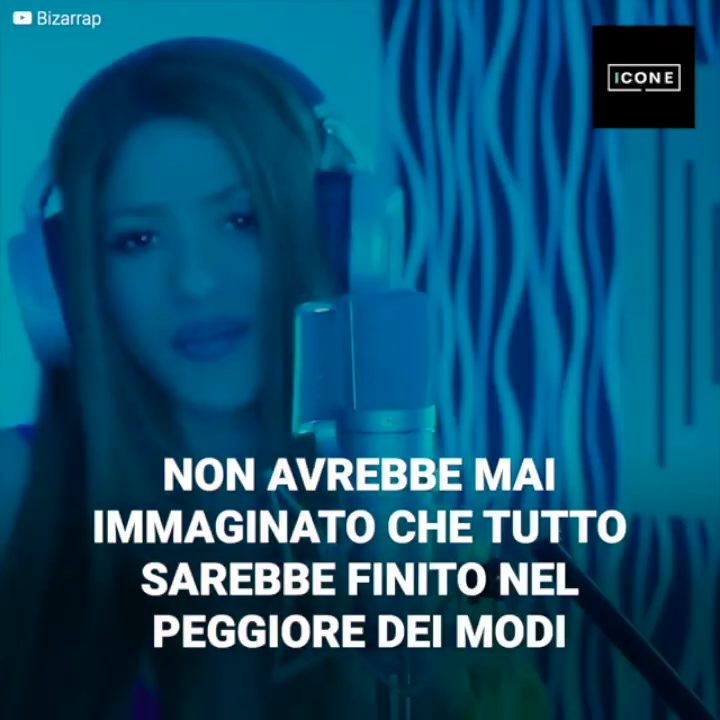 Bizarrap
ICONE
NON AVREBBE MAI
IMMAGINATO CHE TUTTO
SAREBBE FINITO NEL
PEGGIORE DEI MODI